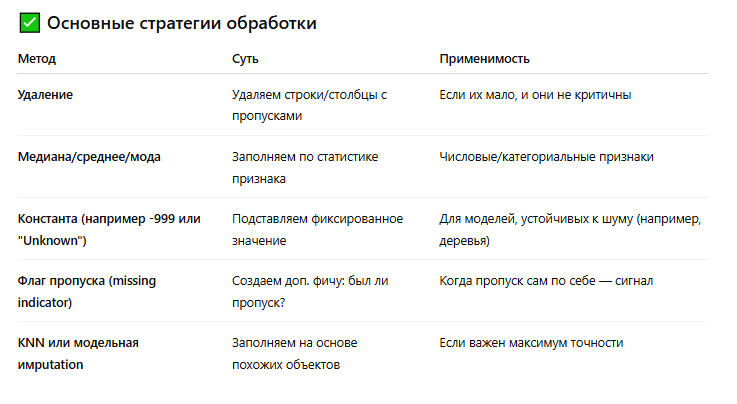 ✅ Основные стратегии обработки
Метод Суть Применимость
Удаление Удаляем строки/столбцы с Если их мало, и они не критичны
пропусками
Медиана/среднее/мода Заполняем по статистике Числовые/категориальные признаки
признака
Константа (например -999 или Подставляем фиксированное Для моделей, устойчивых к шуму (например,
"Unknown") значение деревья)
Флаг пропуска (missing Создаем доп. фичу: был ли Когда пропуск сам по себе — сигнал
indicator) пропуск?
KNN или модельная Заполняем на основе Если важен максимум точности
имputation похожих объектов